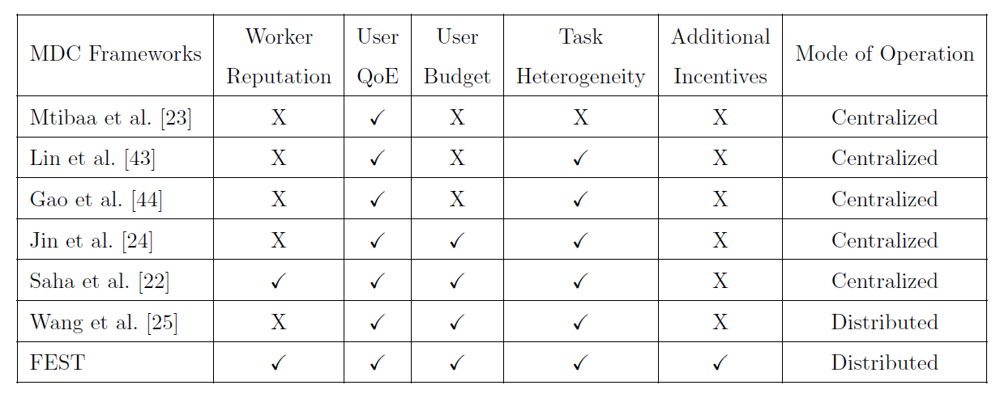 MDC Frameworks Worker Reputation User QoE User Budget Task Heterogeneity Additional Incentives Mode of Operation
Mtibaa et al. [23] X ✓ X X X Centralized
Lin et al. [43] X ✓ X ✓ X Centralized
Gao et al. [44] X ✓ X ✓ X Centralized
Jin et al. [24] X ✓ ✓ ✓ X Centralized
Saha et al. [22] ✓ ✓ ✓ ✓ X Centralized
Wang et al. [25] X ✓ ✓ ✓ X Distributed
FEST ✓ ✓ ✓ ✓ ✓ Distributed